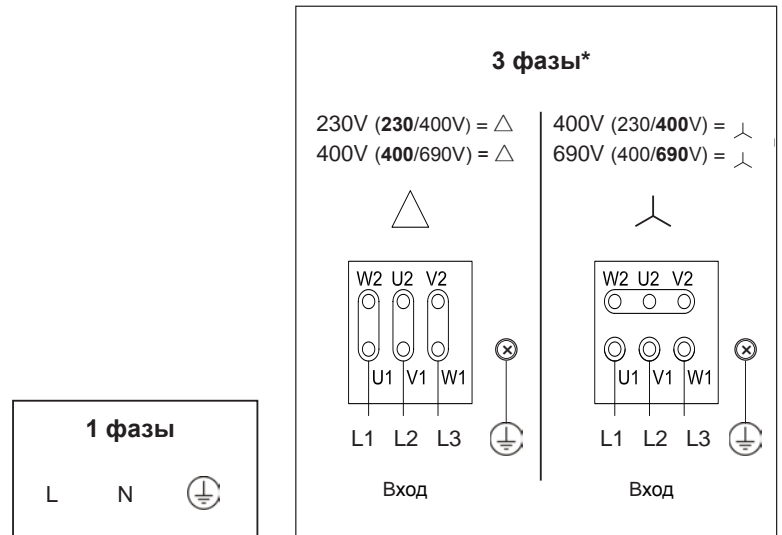 3 фазы*
230V (230/400V) = △
400V (400/690V) = △
400V (230/400V) =
690V (400/690V) =
W2 U2 V2
U1 V1 W1
L1 L2 L3
Вход
W2 U2 V2
U1 V1 W1
L1 L2 L3
Вход
1 фазы
L N